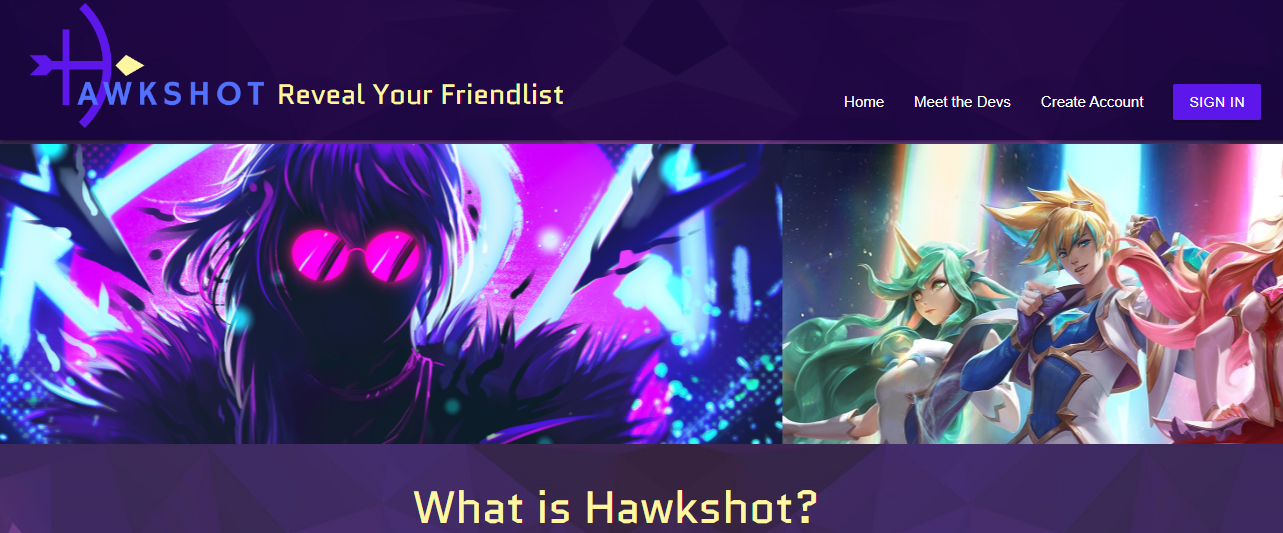 HAWKSHOT Reveal Your Friendlist
Home Meet the Devs Create Account SIGN IN
What is Hawkshot?